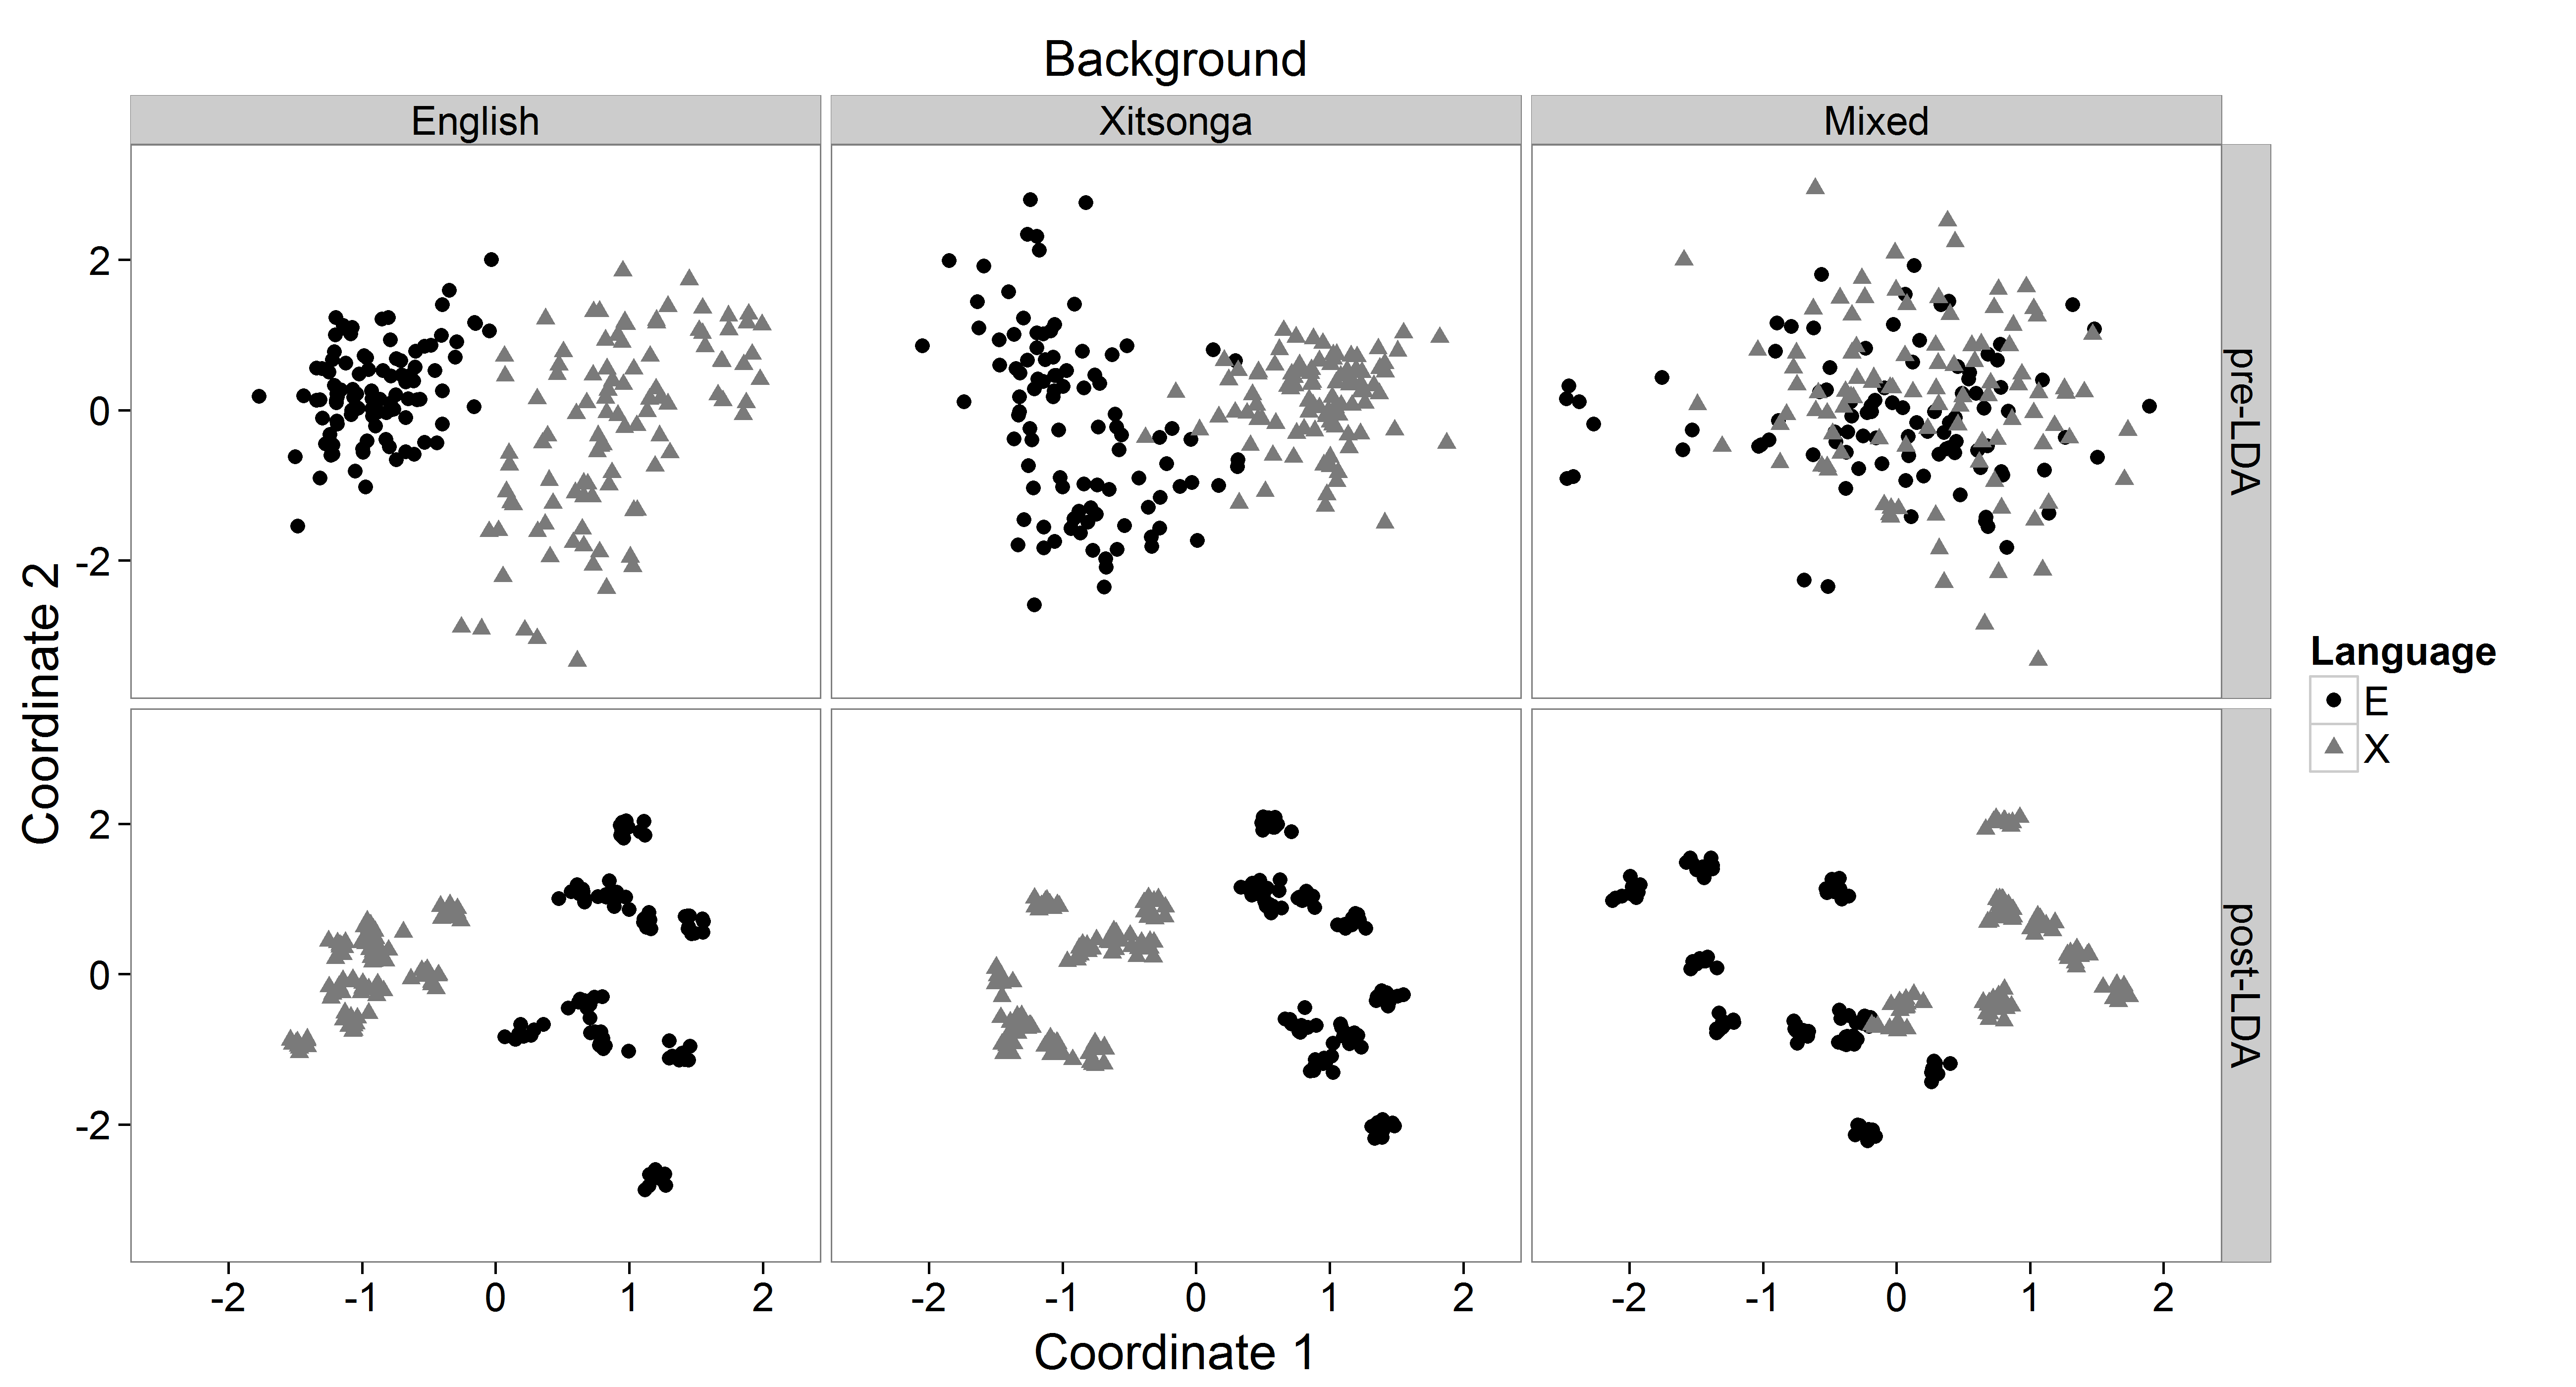 Background
English Xitsonga Mixed
2
0
-2
pre-LDA
Coordinate 2
Language
E
X
2
0
-2
post-LDA
-2 -1 0 1 2 -2 -1 0 1 2 -2 -1 0 1 2
Coordinate 1